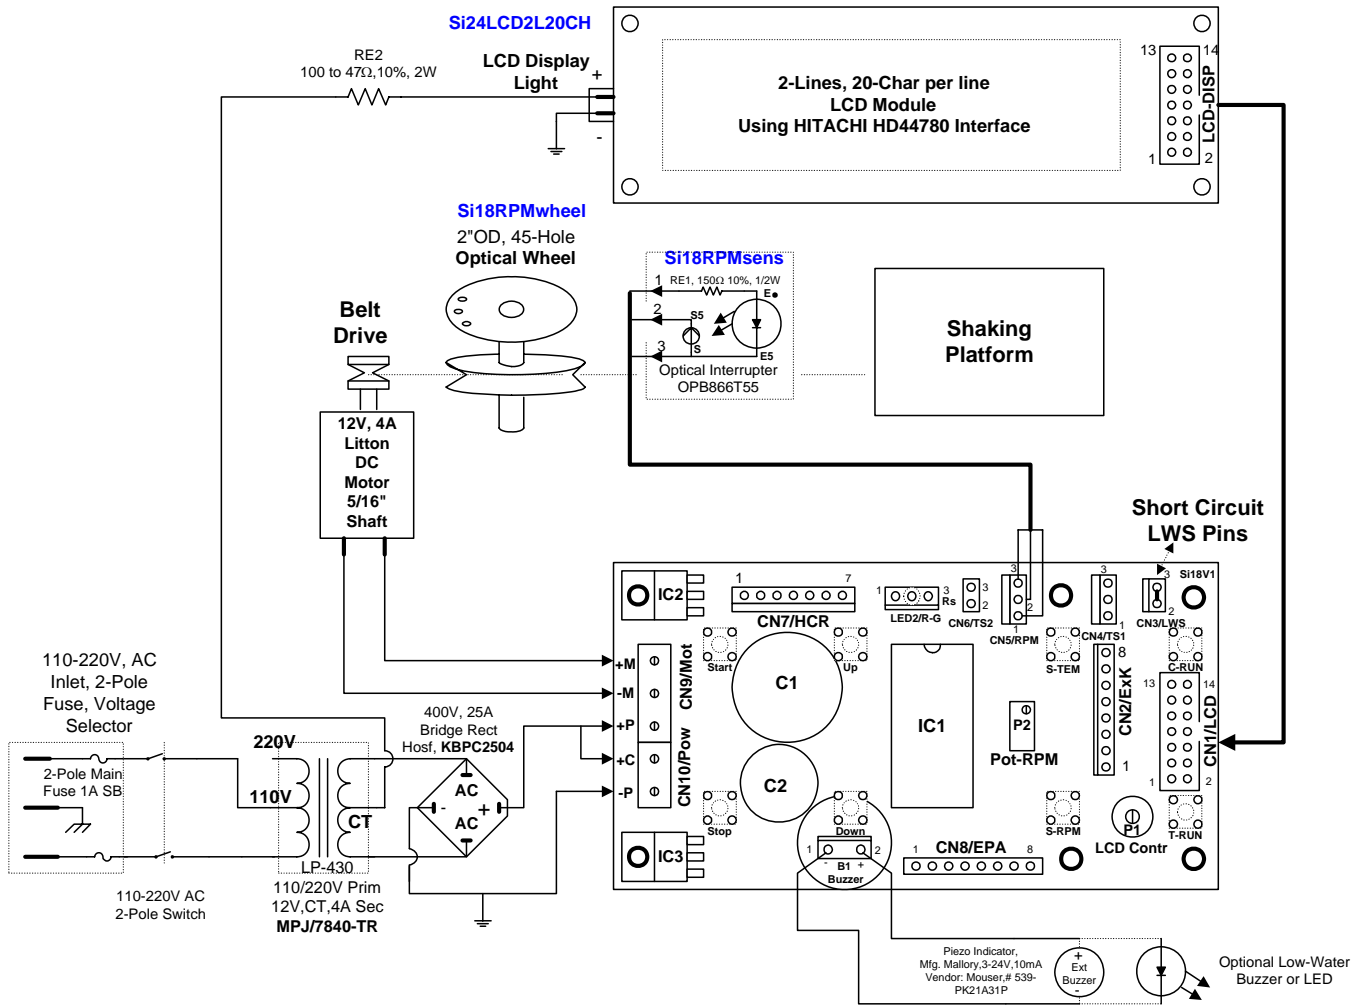 Si24LCD2L20CH
RE2
100 to 47Ω,10%, 2W
LCD Display
Light
+
-
2-Lines, 20-Char per line
LCD Module
Using HITACHI HD44780 Interface
13
14
LCD-DISP
1
2
Si18RPMwheel
2"OD, 45-Hole
Optical Wheel
Si18RPMsens
1
RE1, 150Ω 10%, 1/2W
E
2
S5
S
3
E5
Optical Interrupter
OPB866T55
Shaking
Platform
Belt
Drive
12V, 4A
Litton
DC
Motor
5/16"
Shaft
Short Circuit
LWS Pins
IC2
1
7
CN7/HCR
1
3
LED2/R-G
Rs
3
2
CN6/TS2
3
2
1
CN5/RPM
3
1
CN4/TS1
3
2
CN3/LWS
Si18V1
Start
Up
S-TEM
C-RUN
+M
-M
+P
+C
-P
CN9/Mot
CN10/Pow
C1
C2
IC1
P2
Pot-RPM
8
CN2/ExK
1
13
14
CN1/LCD
1
2
Stop
Down
S-RPM
P1
LCD Contr
T-RUN
IC3
1
2
-
+
B1
Buzzer
1
CN8/EPA
8
110-220V, AC
Inlet, 2-Pole
Fuse, Voltage
Selector
2-Pole Main
Fuse 1A SB
110-220V AC
2-Pole Switch
220V
110V
CT
LP-430
110/220V Prim
12V,CT,4A Sec
MPJ/7840-TR
400V, 25A
Bridge Rect
Hosf, KBPC2504
AC
-
+
AC
Piezo Indicator,
Mfg. Mallory,3-24V,10mA
Vendor: Mouser,# 539-
PK21A31P
+
Ext
Buzzer
-
Optional Low-Water
Buzzer or LED